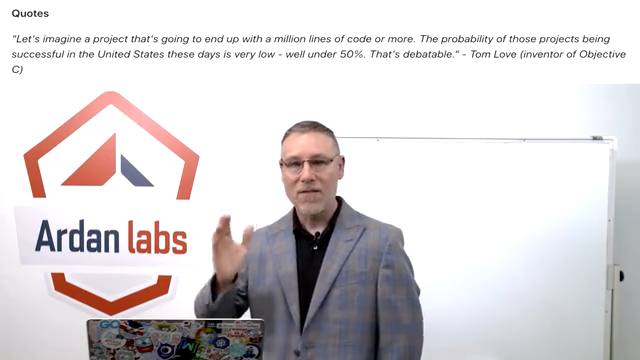 Quotes
"Let's imagine a project that's going to end up with a million lines of code or more. The probability of those projects being
successful in the United States these days is very low - well under 50%. That's debatable." - Tom Love (inventor of Objective
C)
Ardan labs
GO